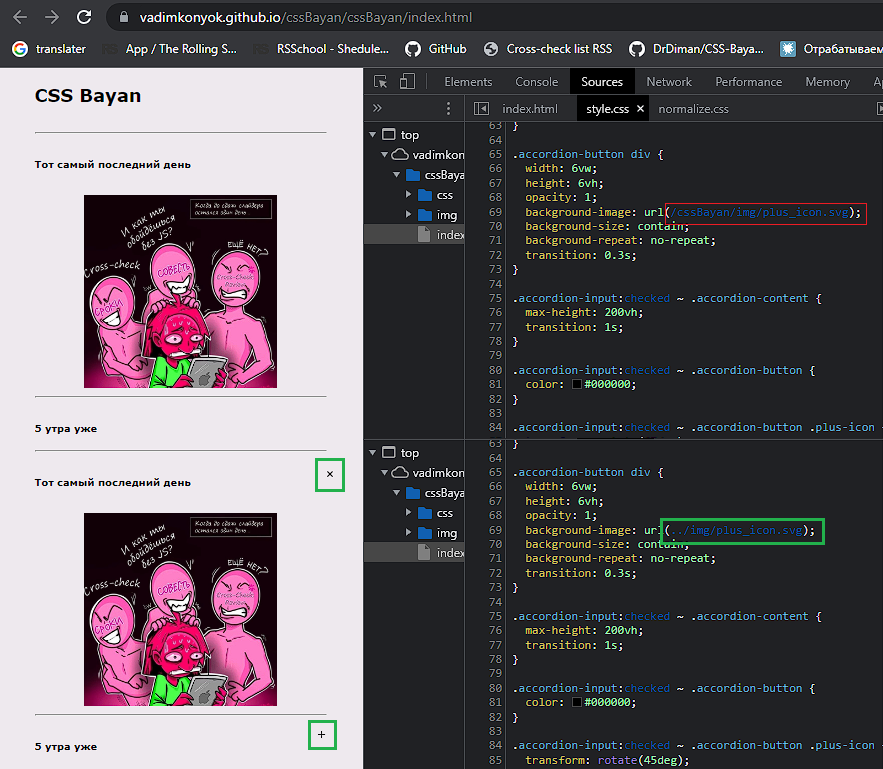 vadimkonyok.github.io/cssBayan/cssBayan/index.html
translater
RS App / The Rolling S...
RS RSSchool - Shedule...
GitHub
Cross-check list RSS
DrDiman/CSS-Baya...
Отрабатываем
CSS Bayan
Тот самый последний день
Когда до сдачи слайдера
остался один день
И как ты
обойдёшься
без JS?
ЕЩЁ НЕТ?
Cross-check
СОВЕСТЬ
Cross-Check
Review
СРОКИ
5 утра уже
Тот самый последний день
×
Когда до сдачи слайдера
остался один день
И как ты
обойдёшься
без JS?
ЕЩЁ НЕТ?
Cross-check
СОВЕСТЬ
Cross-Check
Review
СРОКИ
5 утра уже
+
Elements Console Sources Network Performance Memory A
» index.html style.css × normalize.css
top
vadimkon
cssBaya
css
img
index
63 }
64
65 .accordion-button div {
66 width: 6vw;
67 height: 6vh;
68 opacity: 1;
69 background-image: url(/cssBayan/img/plus_icon.svg);
70 background-size: contain;
71 background-repeat: no-repeat;
72 transition: 0.3s;
73 }
74
75 .accordion-input:checked ~ .accordion-content {
76 max-height: 200vh;
77 transition: 1s;
78 }
79
80 .accordion-input:checked ~ .accordion-button {
81 color: #000000;
82 }
83
84 .accordion-input:checked ~ .accordion-button .plus-icon
top
vadimkon
cssBaya
css
img
index
63 }
64
65 .accordion-button div {
66 width: 6vw;
67 height: 6vh;
68 opacity: 1;
69 background-image: url(../img/plus_icon.svg);
70 background-size: contain;
71 background-repeat: no-repeat;
72 transition: 0.3s;
73 }
74
75 .accordion-input:checked ~ .accordion-content {
76 max-height: 200vh;
77 transition: 1s;
78 }
79
80 .accordion-input:checked ~ .accordion-button {
81 color: #000000;
82 }
83
84 .accordion-input:checked ~ .accordion-button .plus-icon
85 transform: rotate(45deg);